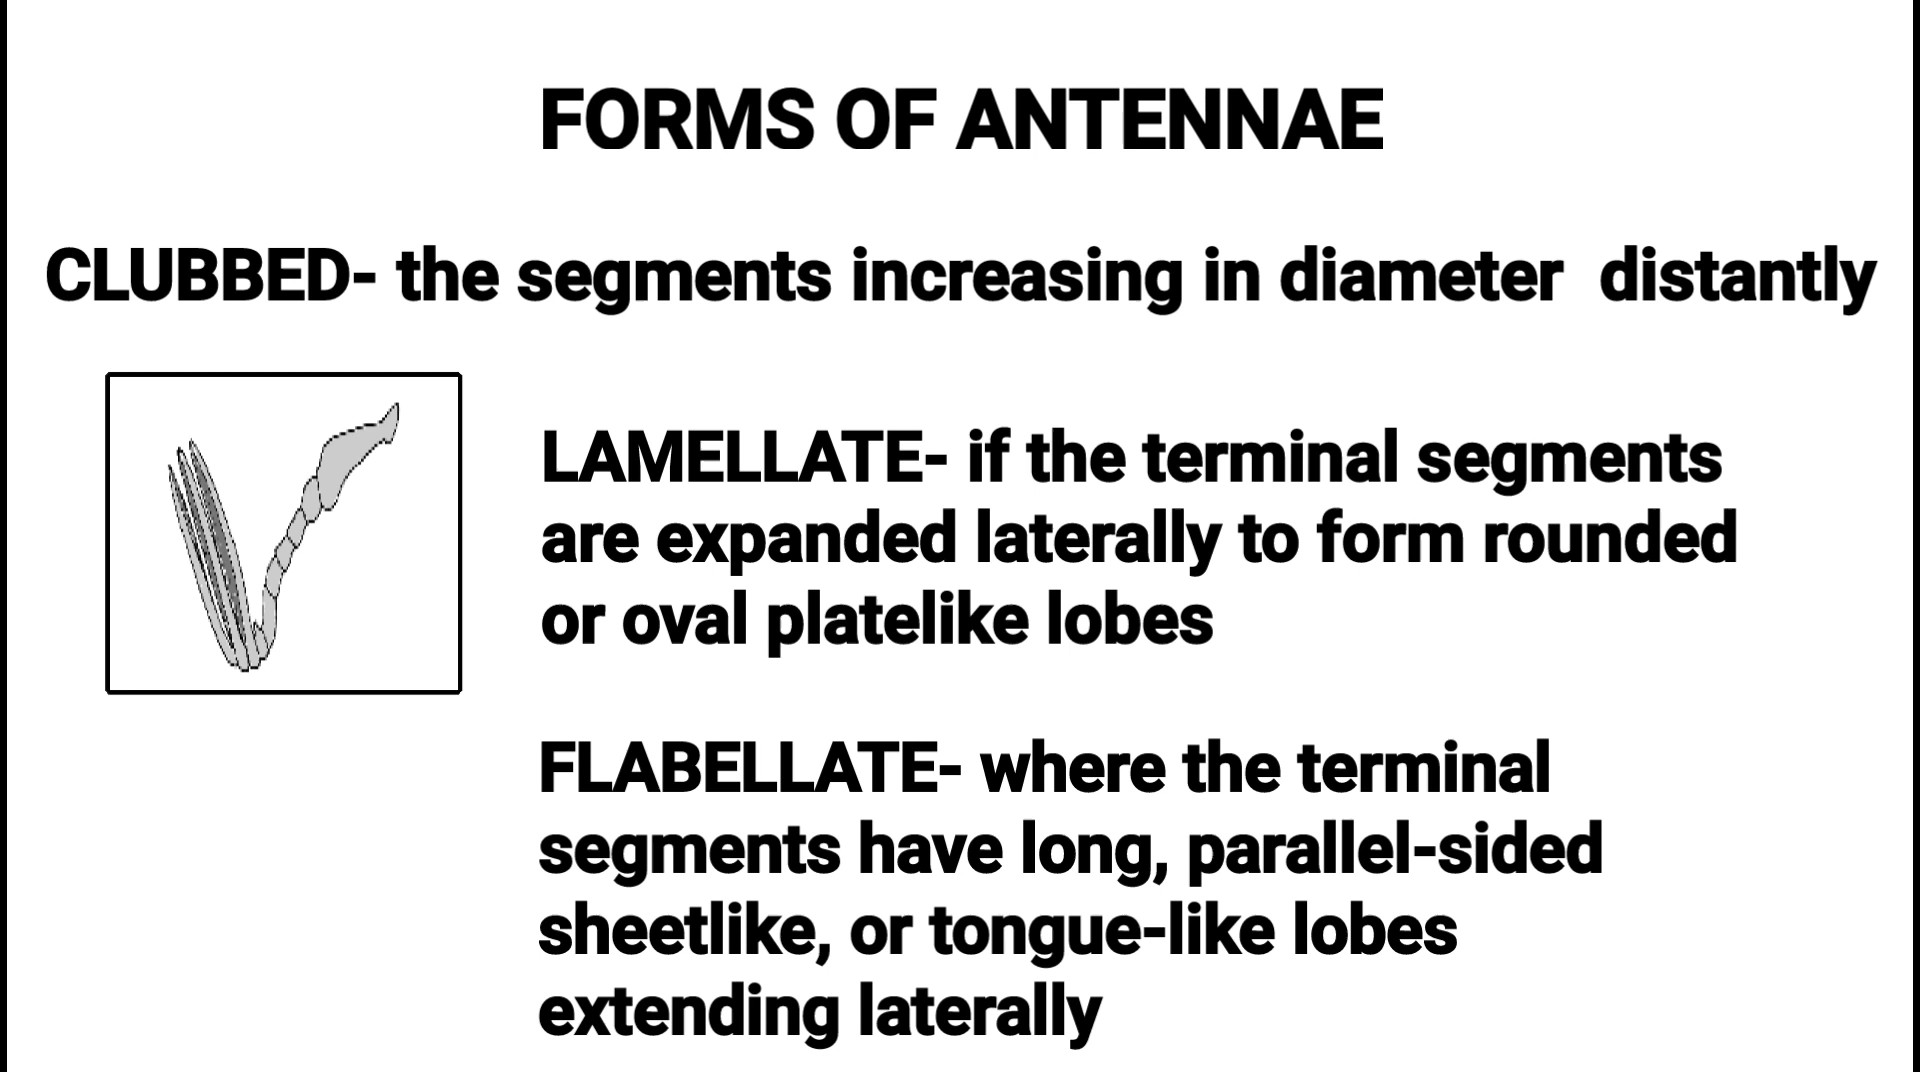 FORMS OF ANTENNAE
CLUBBED- the segments increasing in diameter  distantly
LAMELLATE- if the terminal segments
are expanded laterally to form rounded
or oval platelike lobes
FLABELLATE- where the terminal
segments have long, parallel-sided
sheetlike, or tongue-like lobes
extending laterally